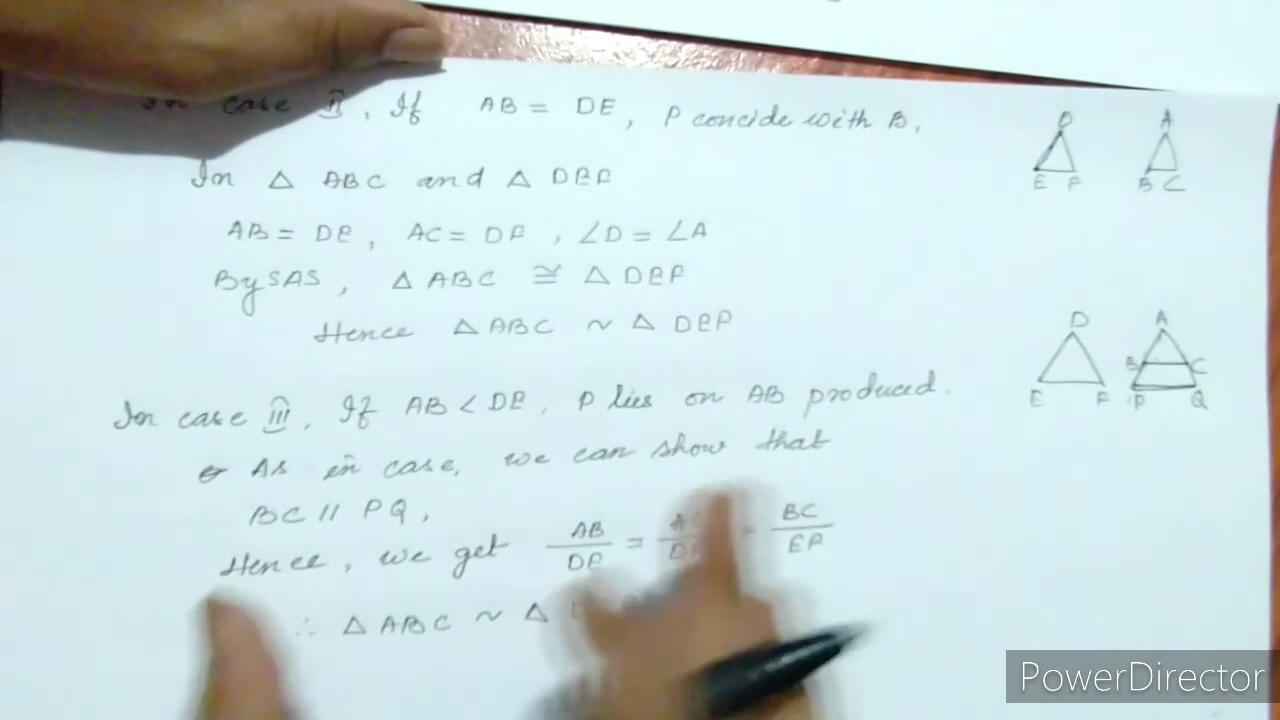 In case II, If AB = DE, P concide with B,
In △ ABC and △ DEF
AB = DE, AC = DF, ∠D = ∠A
By SAS, △ ABC ≅ △ DEF
Hence △ ABC ~ △ DEF
In case III, If AB < DE, P lies on AB produced.
As in case, we can show that
BC // PQ,
Hence, we get AB/DE = BC/EF
∴ △ ABC ~ △
D
E F
A
B C
D
E F
A
B C
P Q
PowerDirector